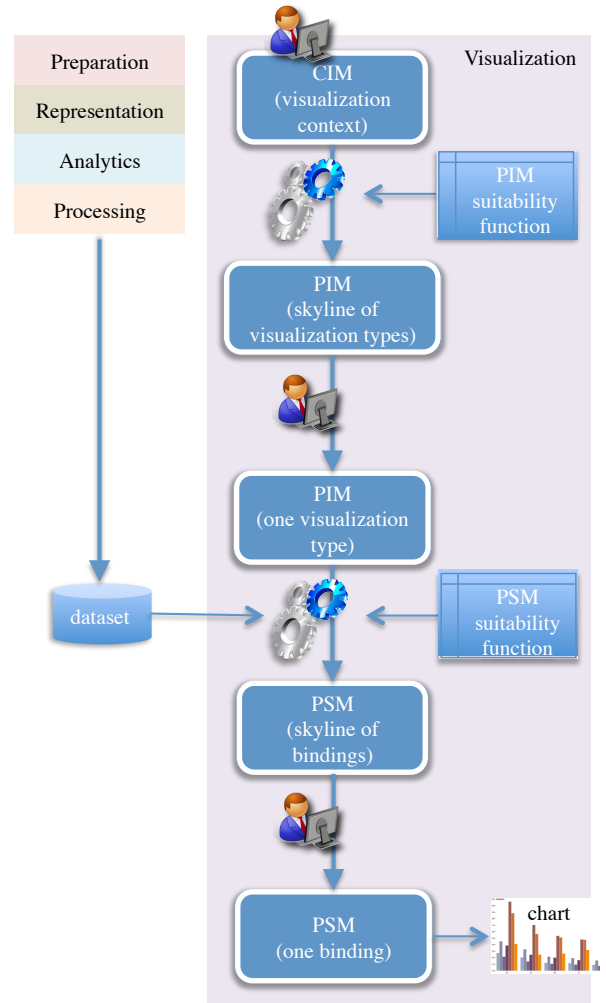 Preparation
Representation
Analytics
Processing
Visualization
CIM
(visualization
context)
PIM
suitability
function
PIM
(skyline of
visualization types)
PIM
(one visualization
type)
dataset
PSM
suitability
function
PSM
(skyline of
bindings)
PSM
(one binding)
chart